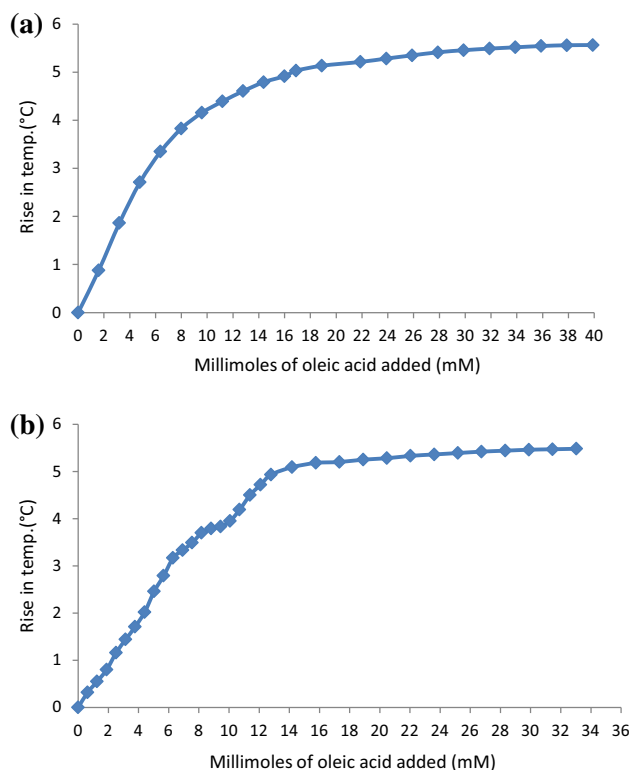 (a)
6
5
4
3
2
1
0
Rise in temp.(°C)
0 2 4 6 8 10 12 14 16 18 20 22 24 26 28 30 32 34 36 38 40
Millimoles of oleic acid added (mM)
(b)
6
5
4
3
2
1
0
Rise in temp.(°C)
0 2 4 6 8 10 12 14 16 18 20 22 24 26 28 30 32 34 36
Millimoles of oleic acid added (mM)